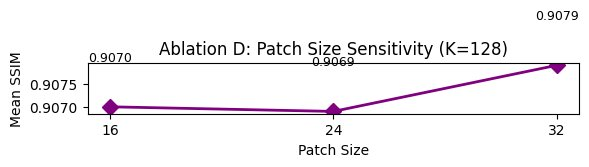 0.9079
Ablation D: Patch Size Sensitivity (K=128)
0.9070
0.9069
Mean SSIM
0.9075
0.9070
16
24
32
Patch Size